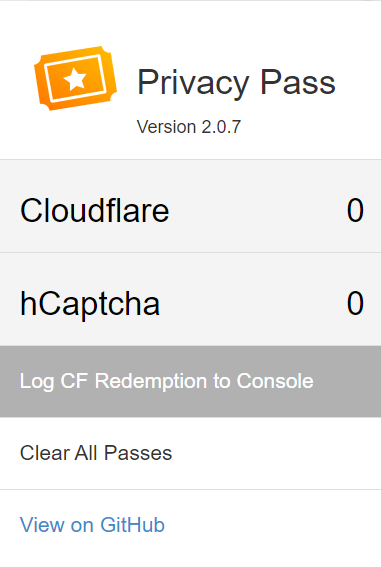 Privacy Pass
Version 2.0.7
Cloudflare 0
hCaptcha 0
Log CF Redemption to Console
Clear All Passes
View on GitHub